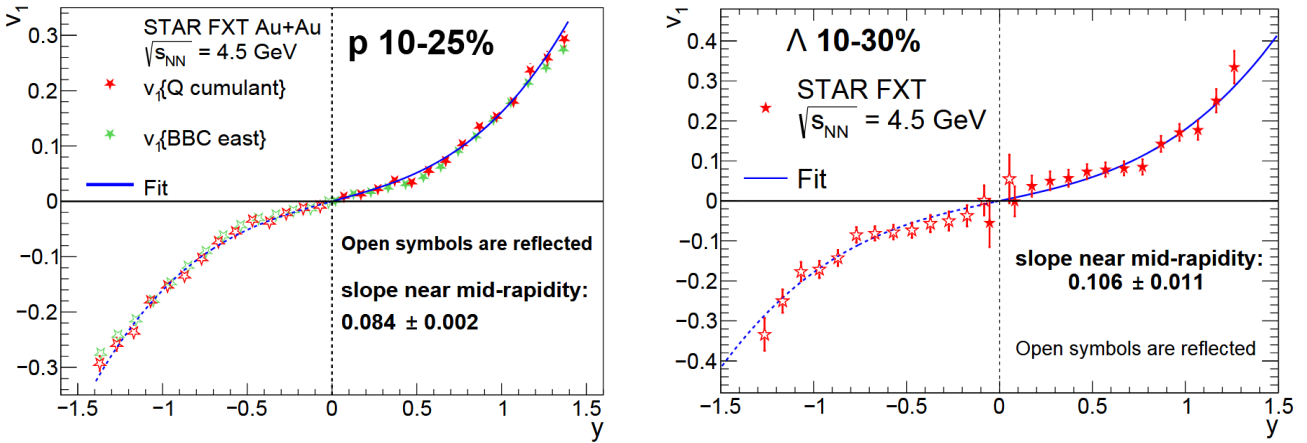 v₁
0.3
0.2
0.1
0
−0.1
−0.2
−0.3
STAR FXT Au+Au
√sNN = 4.5 GeV
p 10-25%
v₁{Q cumulant}
v₁{BBC east}
Fit
Open symbols are reflected
slope near mid-rapidity:
0.084 ± 0.002
−1.5 −1 −0.5 0 0.5 1 1.5
y
v₁
0.4
0.3
0.2
0.1
0
−0.1
−0.2
−0.3
−0.4
Λ 10-30%
STAR FXT
√sNN = 4.5 GeV
Fit
slope near mid-rapidity:
0.106 ± 0.011
Open symbols are reflected
−1.5 −1 −0.5 0 0.5 1 1.5
y